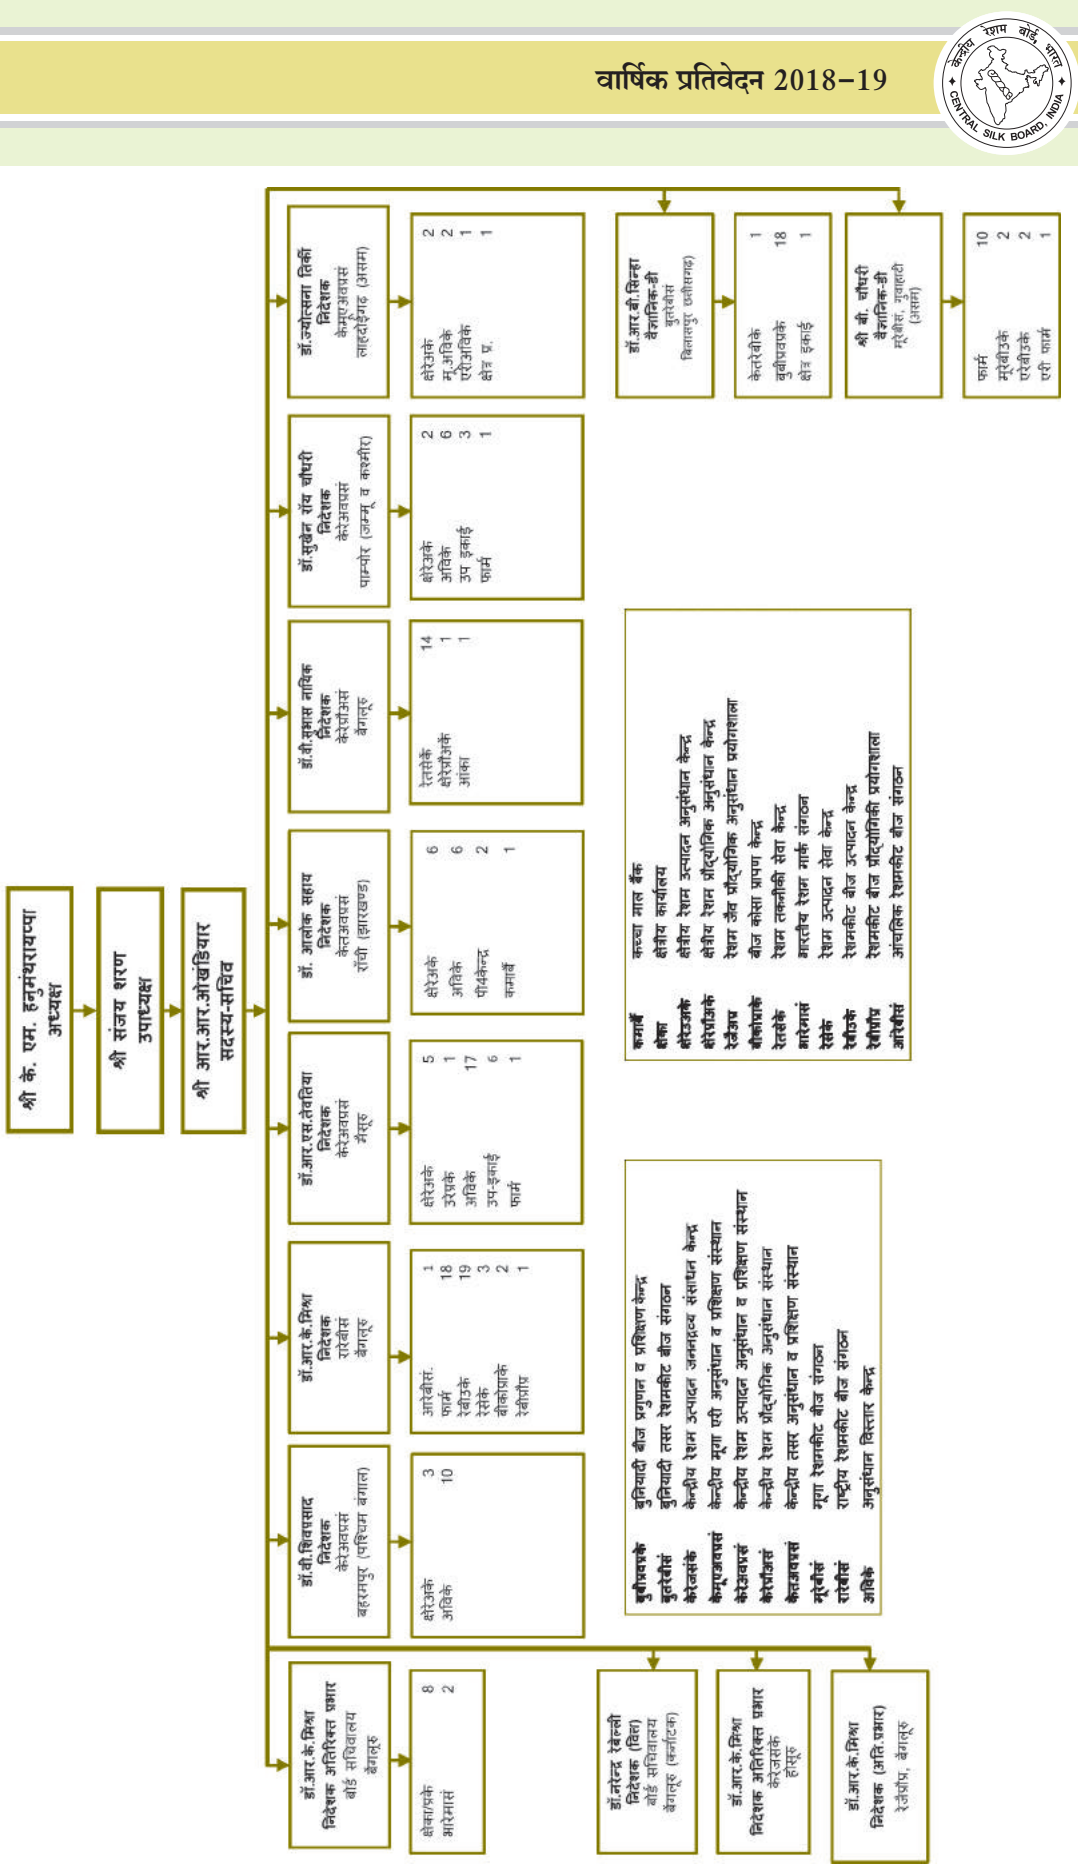 वार्षिक प्रतिवेदन 2018–19
केन्द्रीय रेशम बोर्ड, भारत
CENTRAL SILK BOARD, INDIA
श्री के. एम. हनुमंथरायप्पा
अध्यक्ष
श्री संजय शरण
उपाध्यक्ष
श्री आर.आर.ओखंडियार
सदस्य-सचिव
डॉ.आर.के.मिश्रा
निदेशक अतिरिक्त प्रभार
बोर्ड सचिवालय
बेंगलूरु
क्षेका/प्रके 8
भारेमासं 2
डॉ.वी.शिवप्रसाद
निदेशक
केरेअवप्रसं
बहरमपुर (पश्चिम बंगाल)
क्षेरेअके 3
अविके 10
डॉ.आर.के.मिश्रा
निदेशक
रारेबीसं
बेंगलूरु
आरेबीसं. 1
फार्म 18
रेबीउके 19
रेसेके 3
बीकोप्राके 2
रेबीप्रौप्र 1
डॉ.आर.एस.तेवतिया
निदेशक
केरेअवप्रसं
मैसूरु
क्षेरेअके 5
उरेप्रके 1
अविके 17
उप-इकाई 6
फार्म 1
डॉ. आलोक सहाय
निदेशक
केतअवप्रसं
राँची (झारखण्ड)
क्षेरेअके 6
अविके 6
पी4केन्द्र 2
कमाबैं 1
डॉ.वी.सुभास नायिक
निदेशक
केरेप्रौअसं
बेंगलूरु
रेतसेकें 14
क्षेरेप्रौअकें 1
आंका 1
डॉ.सुखेन रॉय चौधरी
निदेशक
केरेअवप्रसं
पाम्पोर (जम्मू व कश्मीर)
क्षेरेअके 2
अविके 6
उप इकाई 3
फार्म 1
डॉ.ज्योत्सना तिर्की
निदेशक
केमूएअवप्रसं
लाहदोईगढ़ (असम)
क्षेरेअके 2
मू.अविके 2
एरीअविके 1
क्षेत्र प्र. 1
डॉ.नरेन्द्र रेबेल्ली
निदेशक (वित्त)
बोर्ड सचिवालय
बेंगलूरु (कर्नाटक)
डॉ.आर.के.मिश्रा
निदेशक अतिरिक्त प्रभार
केरेजसंके
होसूरु
डॉ.आर.के.मिश्रा
निदेशक (अति.प्रभार)
रेजैप्रौप्र, बेंगलूरु
डॉ.आर.बी.सिन्हा
वैज्ञानिक-डी
बुतरेबीसं
बिलासपुर छत्तीसगढ़)
केतरेबीके 1
बुबीप्रवप्रके 18
क्षेत्र इकाई 1
श्री बी. चौधरी
वैज्ञानिक-डी
मूरेबीसं, गुवाहाटी
(असम)
फार्म 10
मूरेबीउके 2
एरेबीउके 2
एरी फार्म 1
बुबीप्रवप्रके बुनियादी बीज प्रगुणन व प्रशिक्षण केन्द्र
बुतरेबीसं बुनियादी तसर रेशमकीट बीज संगठन
केरेजसंके केन्द्रीय रेशम उत्पादन जननद्रव्य संसाधन केन्द्र
केमूएअवप्रसं केन्द्रीय मूगा एरी अनुसंधान व प्रशिक्षण संस्थान
केरेअवप्रसं केन्द्रीय रेशम उत्पादन अनुसंधान व प्रशिक्षण संस्थान
केरेप्रौअसं केन्द्रीय रेशम प्रौद्योगिक अनुसंधान संस्थान
केतअवप्रसं केन्द्रीय तसर अनुसंधान व प्रशिक्षण संस्थान
मूरेबीसं मूगा रेशमकीट बीज संगठन
रारेबीसं राष्ट्रीय रेशमकीट बीज संगठन
अविके अनुसंधान विस्तार केन्द्र
कमाबैं कच्चा माल बैंक
क्षेका क्षेत्रीय कार्यालय
क्षेरेउअके क्षेत्रीय रेशम उत्पादन अनुसंधान केन्द्र
क्षेरेप्रौअके क्षेत्रीय रेशम प्रौद्योगिक अनुसंधान केन्द्र
रेजैअप्र रेशम जैव प्रौद्योगिक अनुसंधान प्रयोगशाला
बीकोप्राके बीज कोसा प्रापण केन्द्र
रेतसेके रेशम तकनीकी सेवा केन्द्र
भारेमासं भारतीय रेशम मार्क संगठन
रेसेके रेशम उत्पादन सेवा केन्द्र
रेबीउके रेशमकीट बीज उत्पादन केन्द्र
रेबीप्रौप्र रेशमकीट बीज प्रौद्योगिकी प्रयोगशाला
आंरेबीसं आंचलिक रेशमकीट बीज संगठन